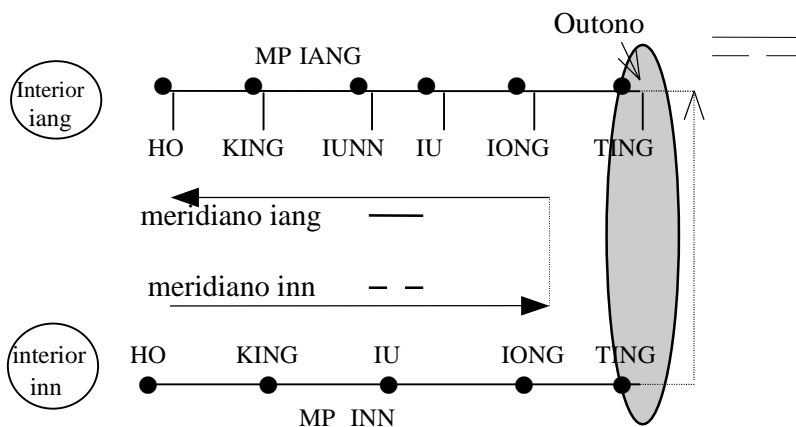 Outono
MP IANG
Interior
iang
HO KING IUNN IU IONG TING
meridiano iang
meridiano inn
interior
inn
HO KING IU IONG TING
MP INN